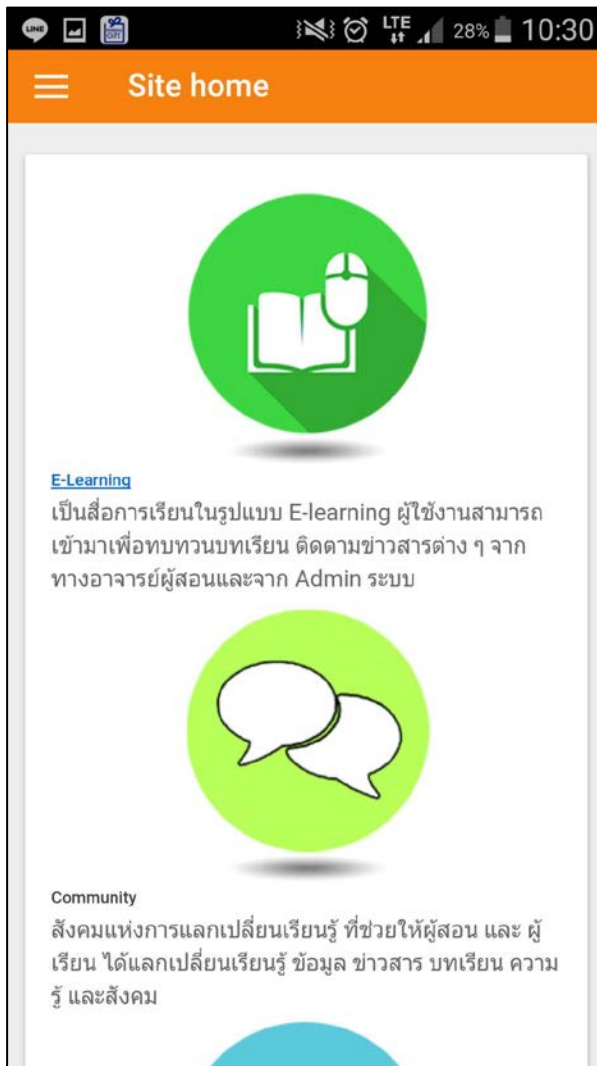 LINE GIFT LTE 28% 10:30
Site home
E-Learning
เป็นสื่อการเรียนในรูปแบบ E-learning ผู้ใช้งานสามารถ
เข้ามาเพื่อทบทวนบทเรียน ติดตามข่าวสารต่าง ๆ จาก
ทางอาจารย์ผู้สอนและจาก Admin ระบบ
Community
สังคมแห่งการแลกเปลี่ยนเรียนรู้ ที่ช่วยให้ผู้สอน และ ผู้
เรียน ได้แลกเปลี่ยนเรียนรู้ ข้อมูล ข่าวสาร บทเรียน ความ
รู้ และสังคม